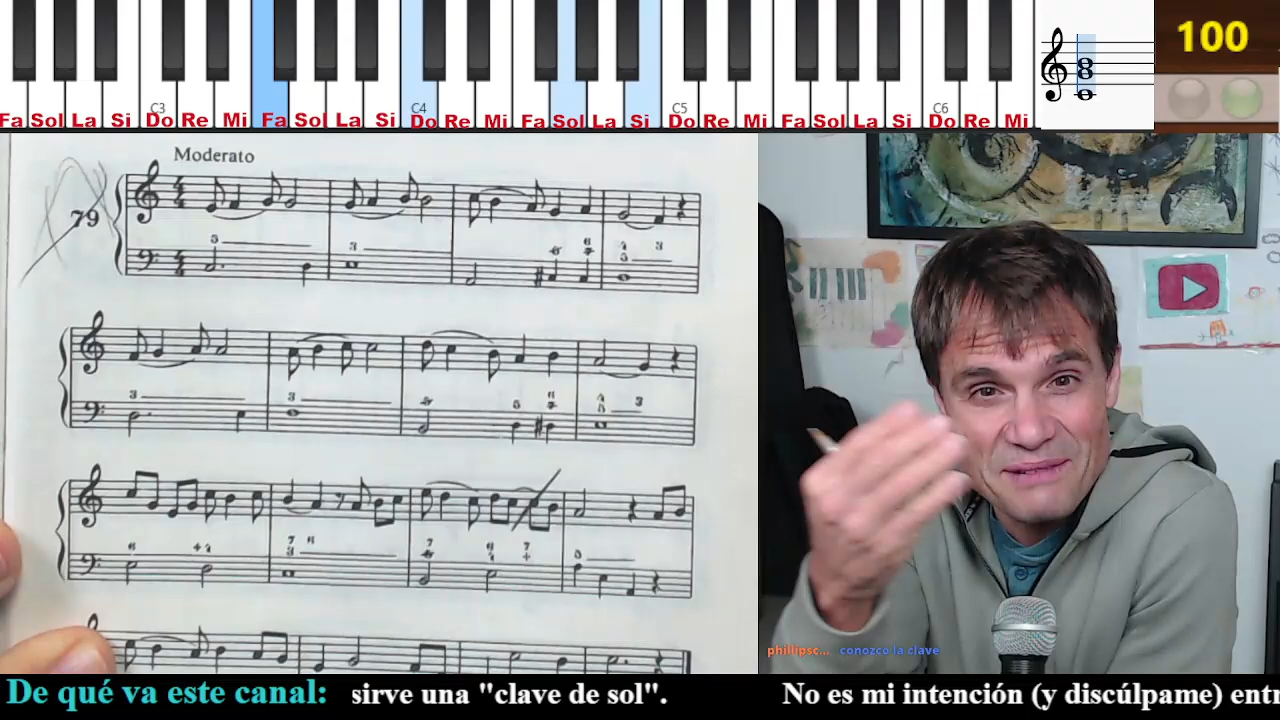 100
C3 C4 C5 C6
Fa Sol La Si Do Re Mi Fa Sol La Si Do Re Mi Fa Sol La Si Do Re Mi Fa Sol La Si Do Re Mi
Moderato
79
phillipsc... conozco la clave
De qué va este canal: sirve una "clave de sol". No es mi intención (y discúlpame) entr